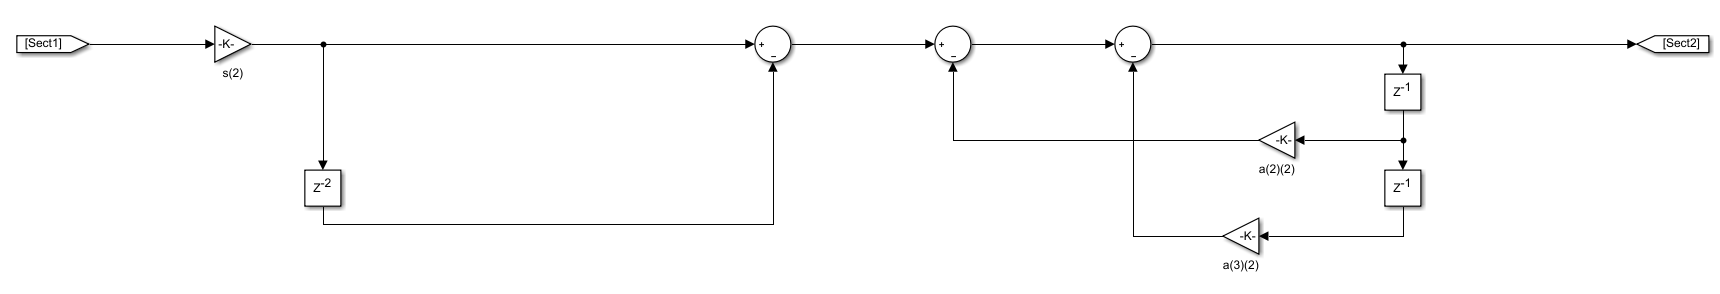 [Sect1]
-K-
s(2)
+
−
+
−
+
−
[Sect2]
Z-1
-K-
a(2)(2)
Z-2
Z-1
-K-
a(3)(2)